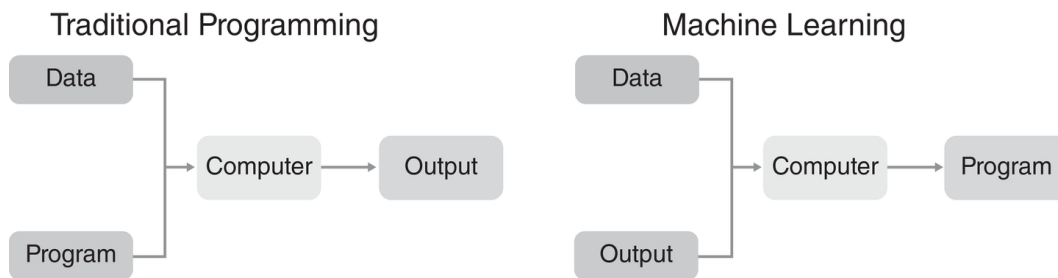 Traditional Programming
Data
Computer
Output
Program
Machine Learning
Data
Computer
Program
Output